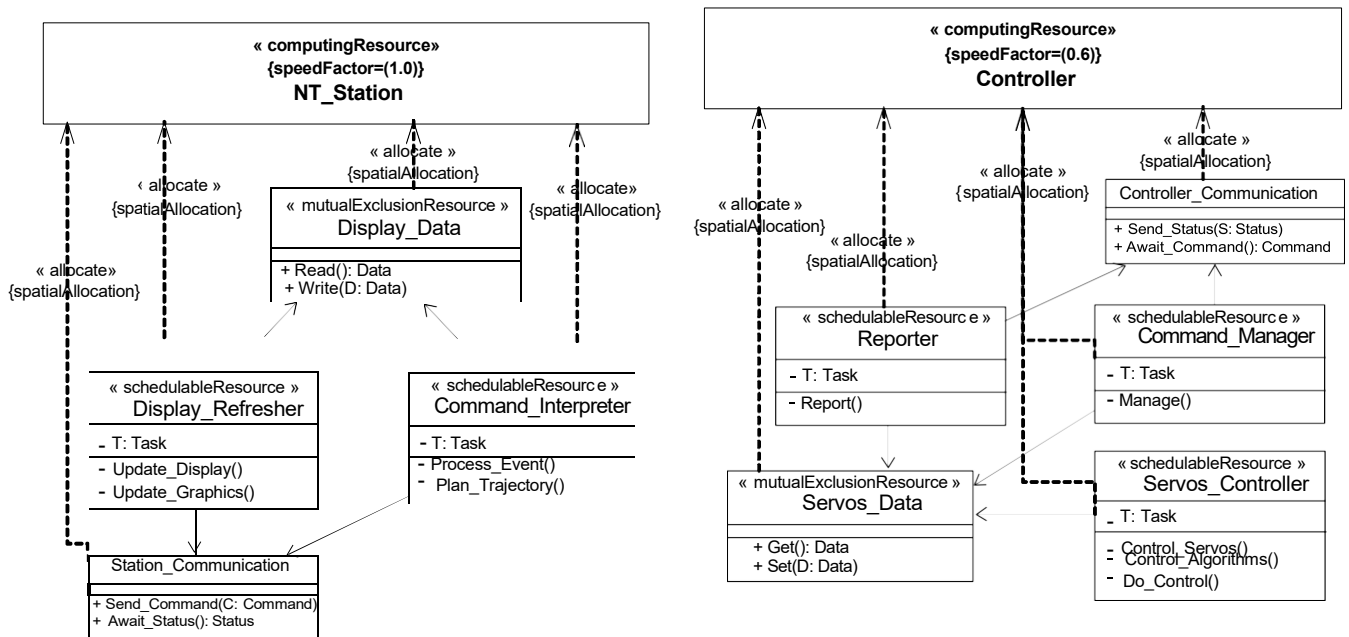 « computingResource»
{speedFactor=(1.0)}
NT_Station
« allocate »
{spatialAllocation}
‹ allocate »
{spatialAllocation}
« allocate»
{spatialAllocation}
« allocate»
{spatialAllocation}
« mutualExclusionResource »
Display_Data
+ Read(): Data
+ Write(D: Data)
« schedulableResource »
Display_Refresher
- T: Task
- Update_Display()
- Update_Graphics()
« schedulableResource »
Command_Interpreter
- T: Task
- Process_Event()
- Plan_Trajectory()
Station_Communication
+ Send_Command(C: Command)
+ Await_Status(): Status
« computingResource»
{speedFactor=(0.6)}
Controller
« allocate »
{spatialAllocation}
« allocate »
{spatialAllocation}
« allocate »
{spatialAllocation}
« allocate »
{spatialAllocation}
Controller_Communication
+ Send_Status(S: Status)
+ Await_Command(): Command
« schedulableResource »
Reporter
- T: Task
- Report()
« schedulableResource »
Command_Manager
- T: Task
- Manage()
« mutualExclusionResource »
Servos_Data
+ Get(): Data
+ Set(D: Data)
« schedulableResource »
Servos_Controller
- T: Task
- Control_Servos()
- Control_Algorithms()
- Do_Control()